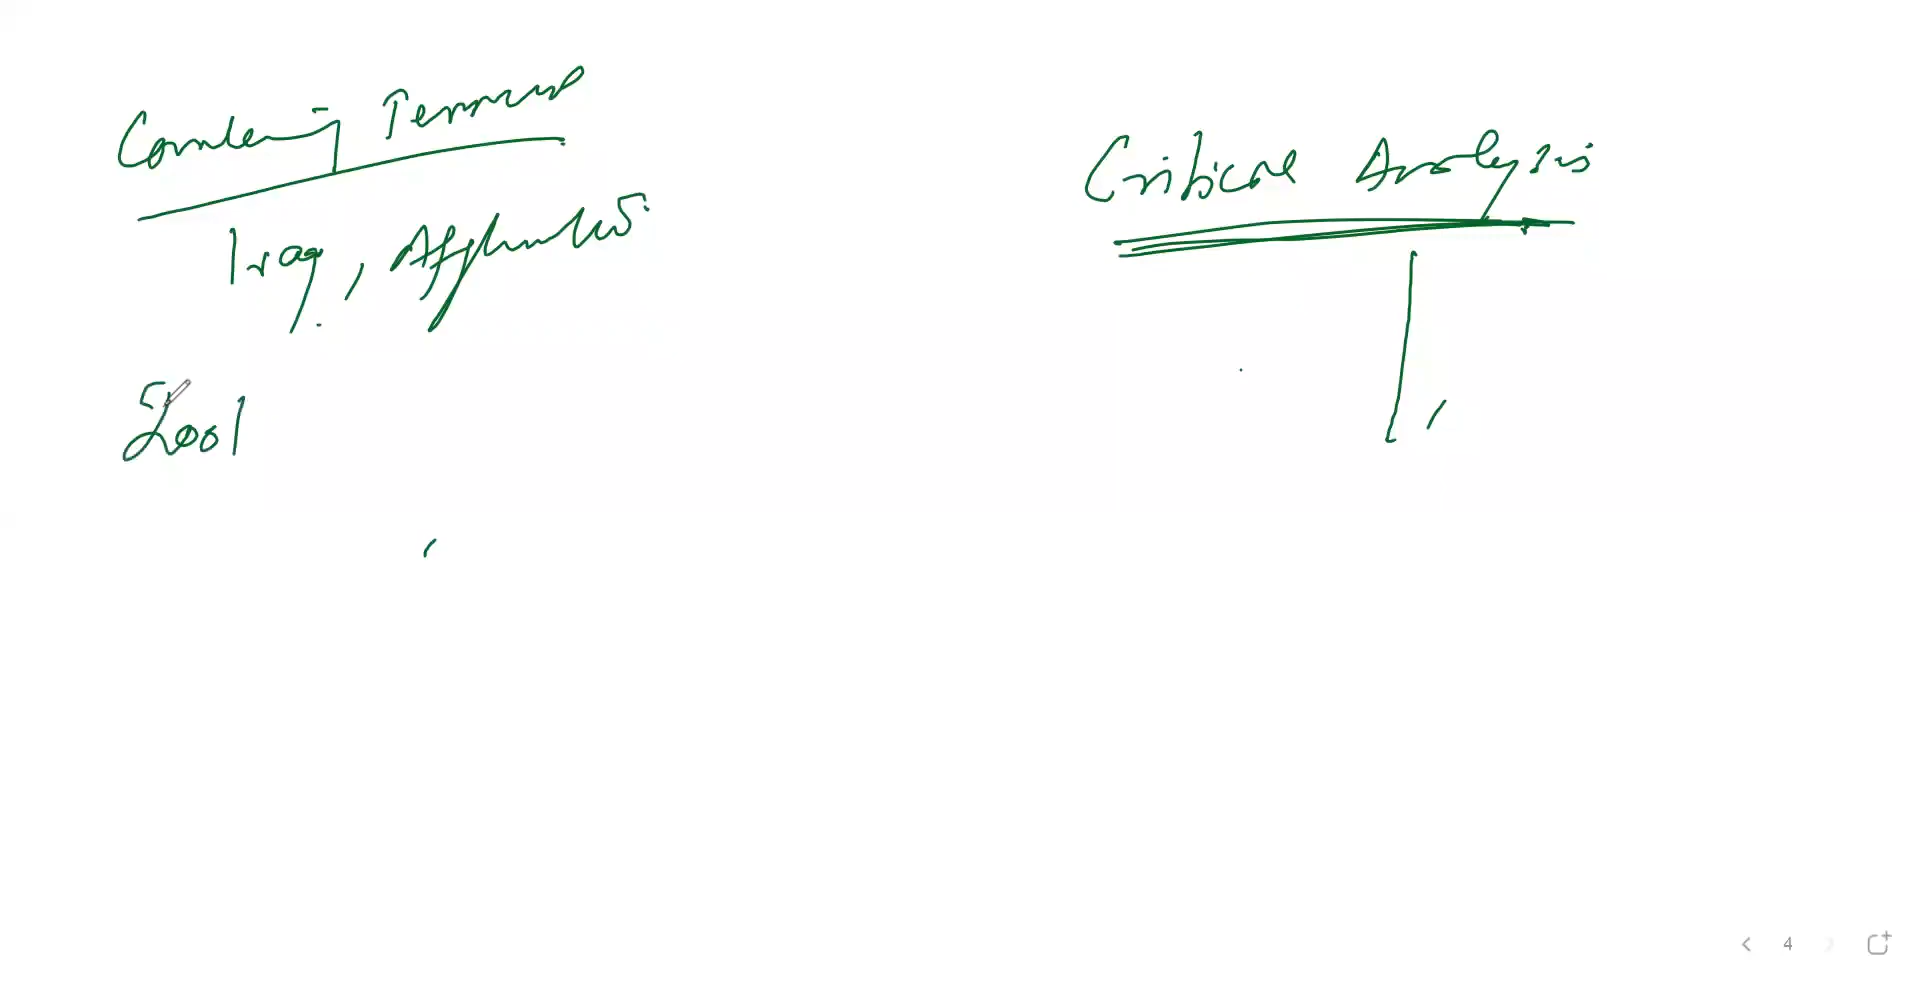 Countering Terrorism
Iraq, Afghanistan
2001
Critical Analysis
4